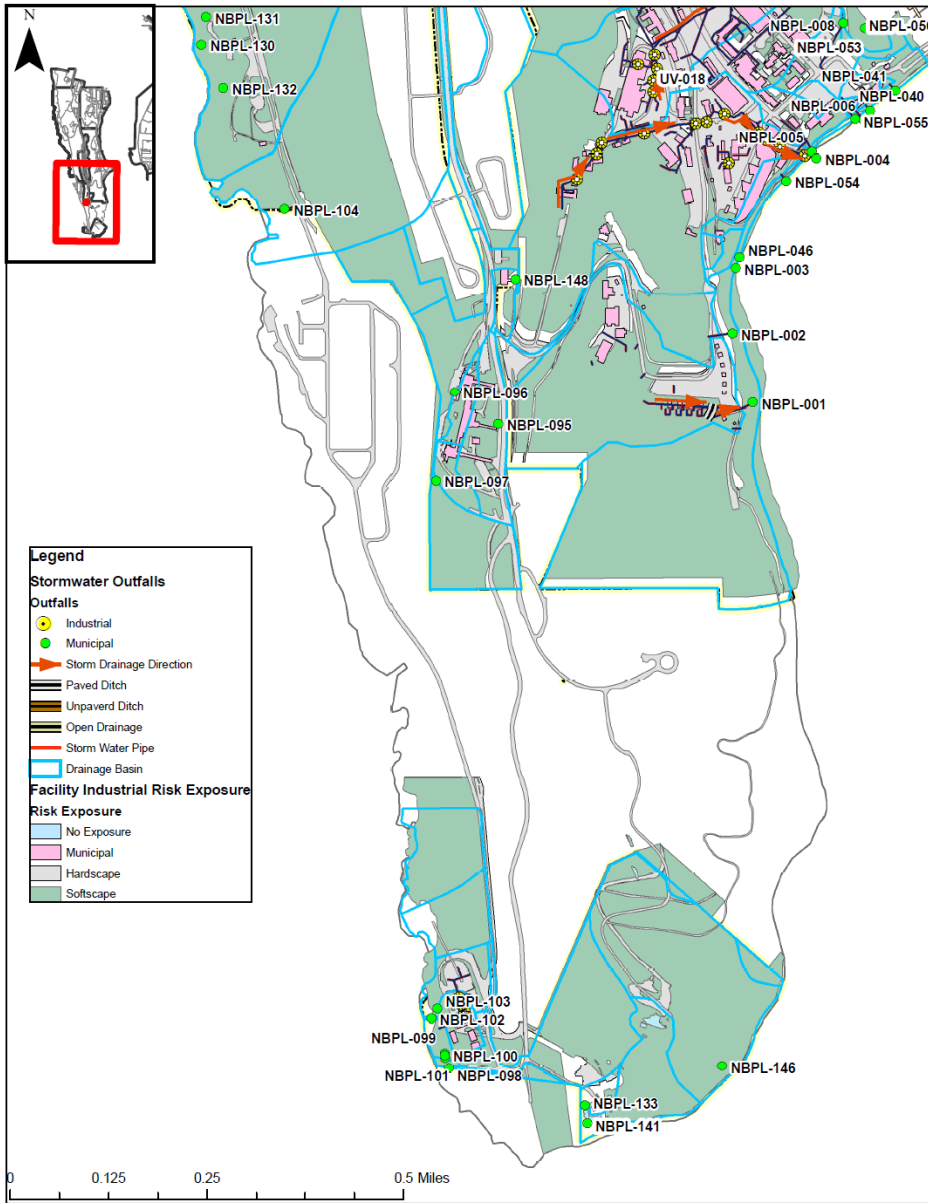 NBPL-131
NBPL-008
NBPL-056
N
NBPL-130
NBPL-053
NBPL-132
UV-018
NBPL-041
NBPL-040
NBPL-006
NBPL-055
NBPL-005
NBPL-004
NBPL-054
NBPL-104
NBPL-046
NBPL-003
NBPL-148
NBPL-002
NBPL-096
NBPL-001
NBPL-095
NBPL-097
Legend
Stormwater Outfalls
Outfalls
Industrial
Municipal
Storm Drainage Direction
Paved Ditch
Unpaverd Ditch
Open Drainage
Storm Water Pipe
Drainage Basin
Facility Industrial Risk Exposure
Risk Exposure
No Exposure
Municipal
Hardscape
Softscape
NBPL-103
NBPL-102
NBPL-099
NBPL-100
NBPL-101
NBPL-098
NBPL-146
NBPL-133
NBPL-141
0 0.125 0.25 0.5 Miles